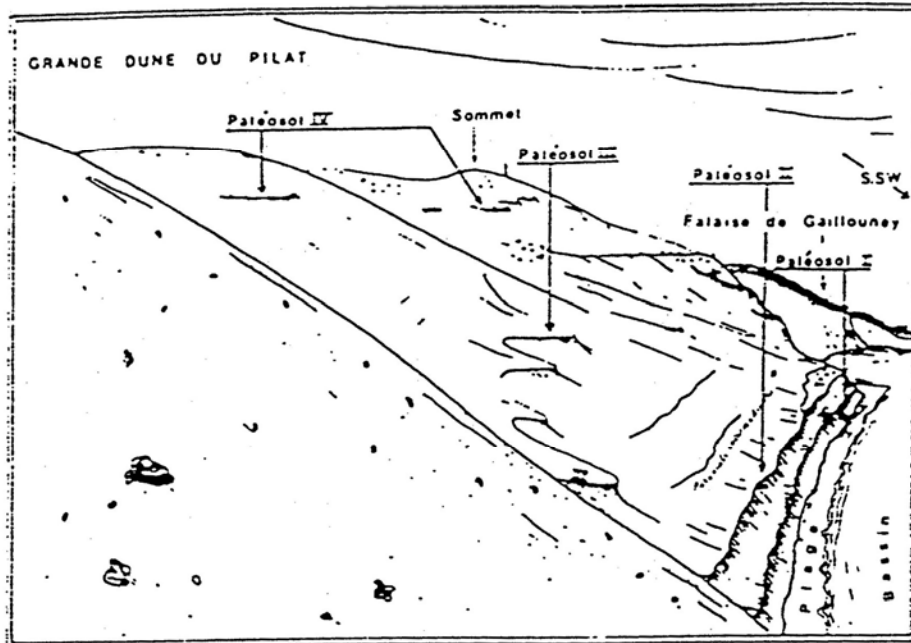 GRANDE DUNE DU PILAT
Paléosol IV
Sommet
Paléosol III
Paléosol II
S.SW
Falaise de Gaillouney
Paléosol I
Plage
Bassin